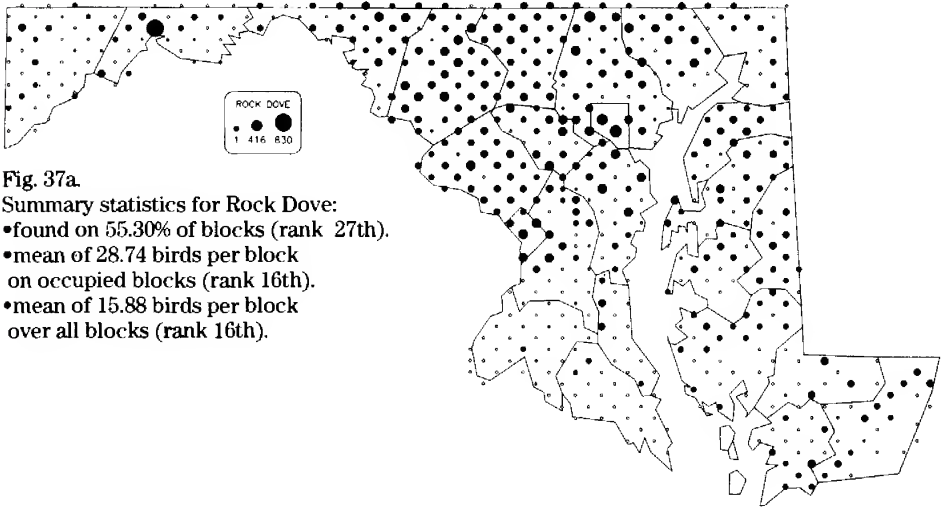 ROCK DOVE
1 416 830
Fig. 37a.
Summary statistics for Rock Dove:
•found on 55.30% of blocks (rank 27th).
•mean of 28.74 birds per block
on occupied blocks (rank 16th).
•mean of 15.88 birds per block
over all blocks (rank 16th).